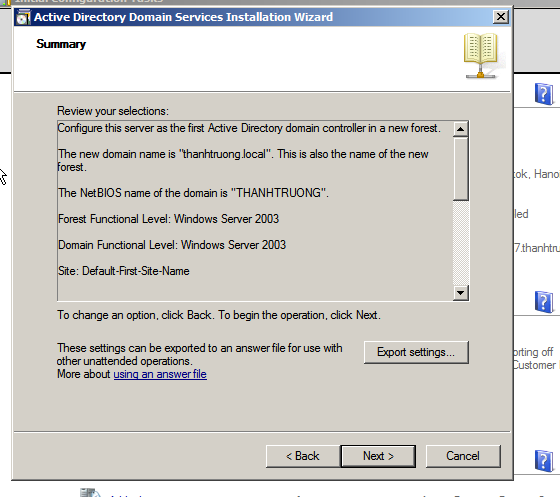 Initial Configuration Tasks
Active Directory Domain Services Installation Wizard
Summary
Review your selections:
Configure this server as the first Active Directory domain controller in a new forest.
The new domain name is "thanhtruong.local". This is also the name of the new
forest.
The NetBIOS name of the domain is "THANHTRUONG".
Forest Functional Level: Windows Server 2003
Domain Functional Level: Windows Server 2003
Site: Default-First-Site-Name
To change an option, click Back. To begin the operation, click Next.
These settings can be exported to an answer file for use with
other unattended operations.
More about using an answer file
Export settings...
< Back
Next >
Cancel
kok, Hano
led
7.thanhtru
orting off
Customer